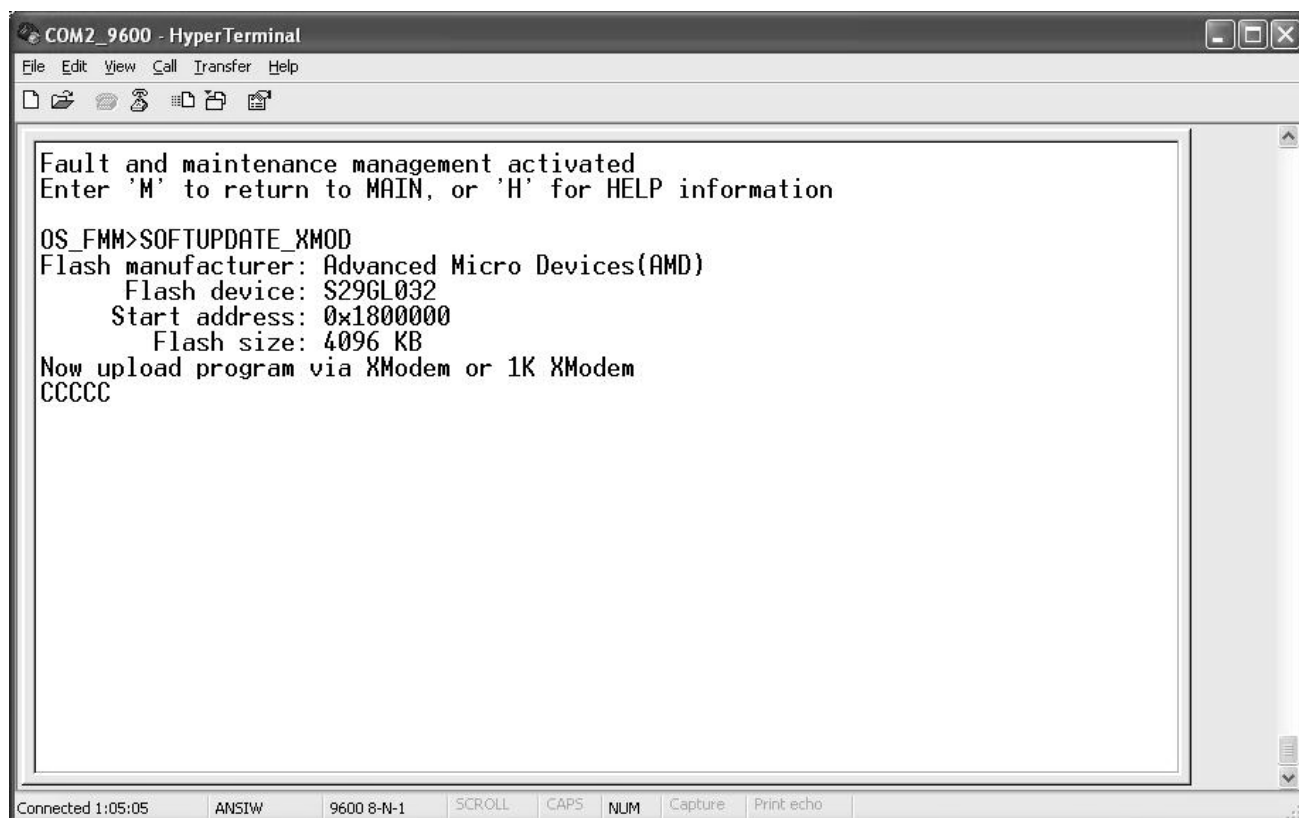 COM2_9600 - HyperTerminal
File Edit View Call Transfer Help
Fault and maintenance management activated
Enter 'M' to return to MAIN, or 'H' for HELP information
OS_FMM>SOFTUPDATE_XMOD
Flash manufacturer: Advanced Micro Devices(AMD)
Flash device: S29GL032
Start address: 0x1800000
Flash size: 4096 KB
Now upload program via XModem or 1K XModem
CCCCC
Connected 1:05:05 ANSIW 9600 8-N-1 SCROLL CAPS NUM Capture Print echo